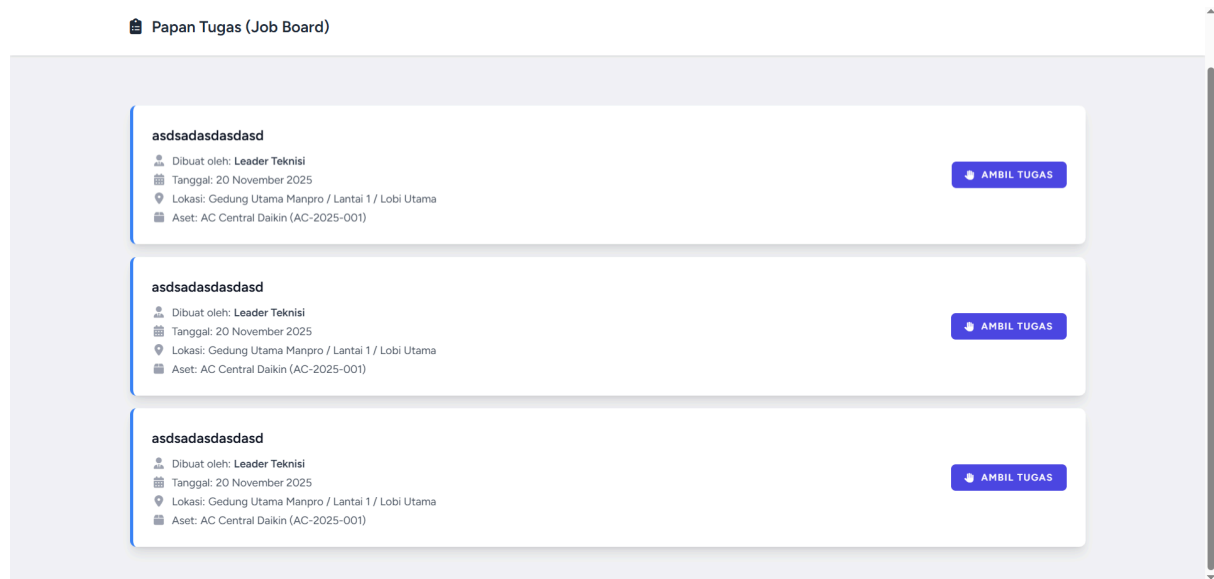 Papan Tugas (Job Board)
asdsadasdasdasd
Dibuat oleh: Leader Teknisi
Tanggal: 20 November 2025
Lokasi: Gedung Utama Manpro / Lantai 1 / Lobi Utama
Aset: AC Central Daikin (AC-2025-001)
AMBIL TUGAS
asdsadasdasdasd
Dibuat oleh: Leader Teknisi
Tanggal: 20 November 2025
Lokasi: Gedung Utama Manpro / Lantai 1 / Lobi Utama
Aset: AC Central Daikin (AC-2025-001)
AMBIL TUGAS
asdsadasdasdasd
Dibuat oleh: Leader Teknisi
Tanggal: 20 November 2025
Lokasi: Gedung Utama Manpro / Lantai 1 / Lobi Utama
Aset: AC Central Daikin (AC-2025-001)
AMBIL TUGAS